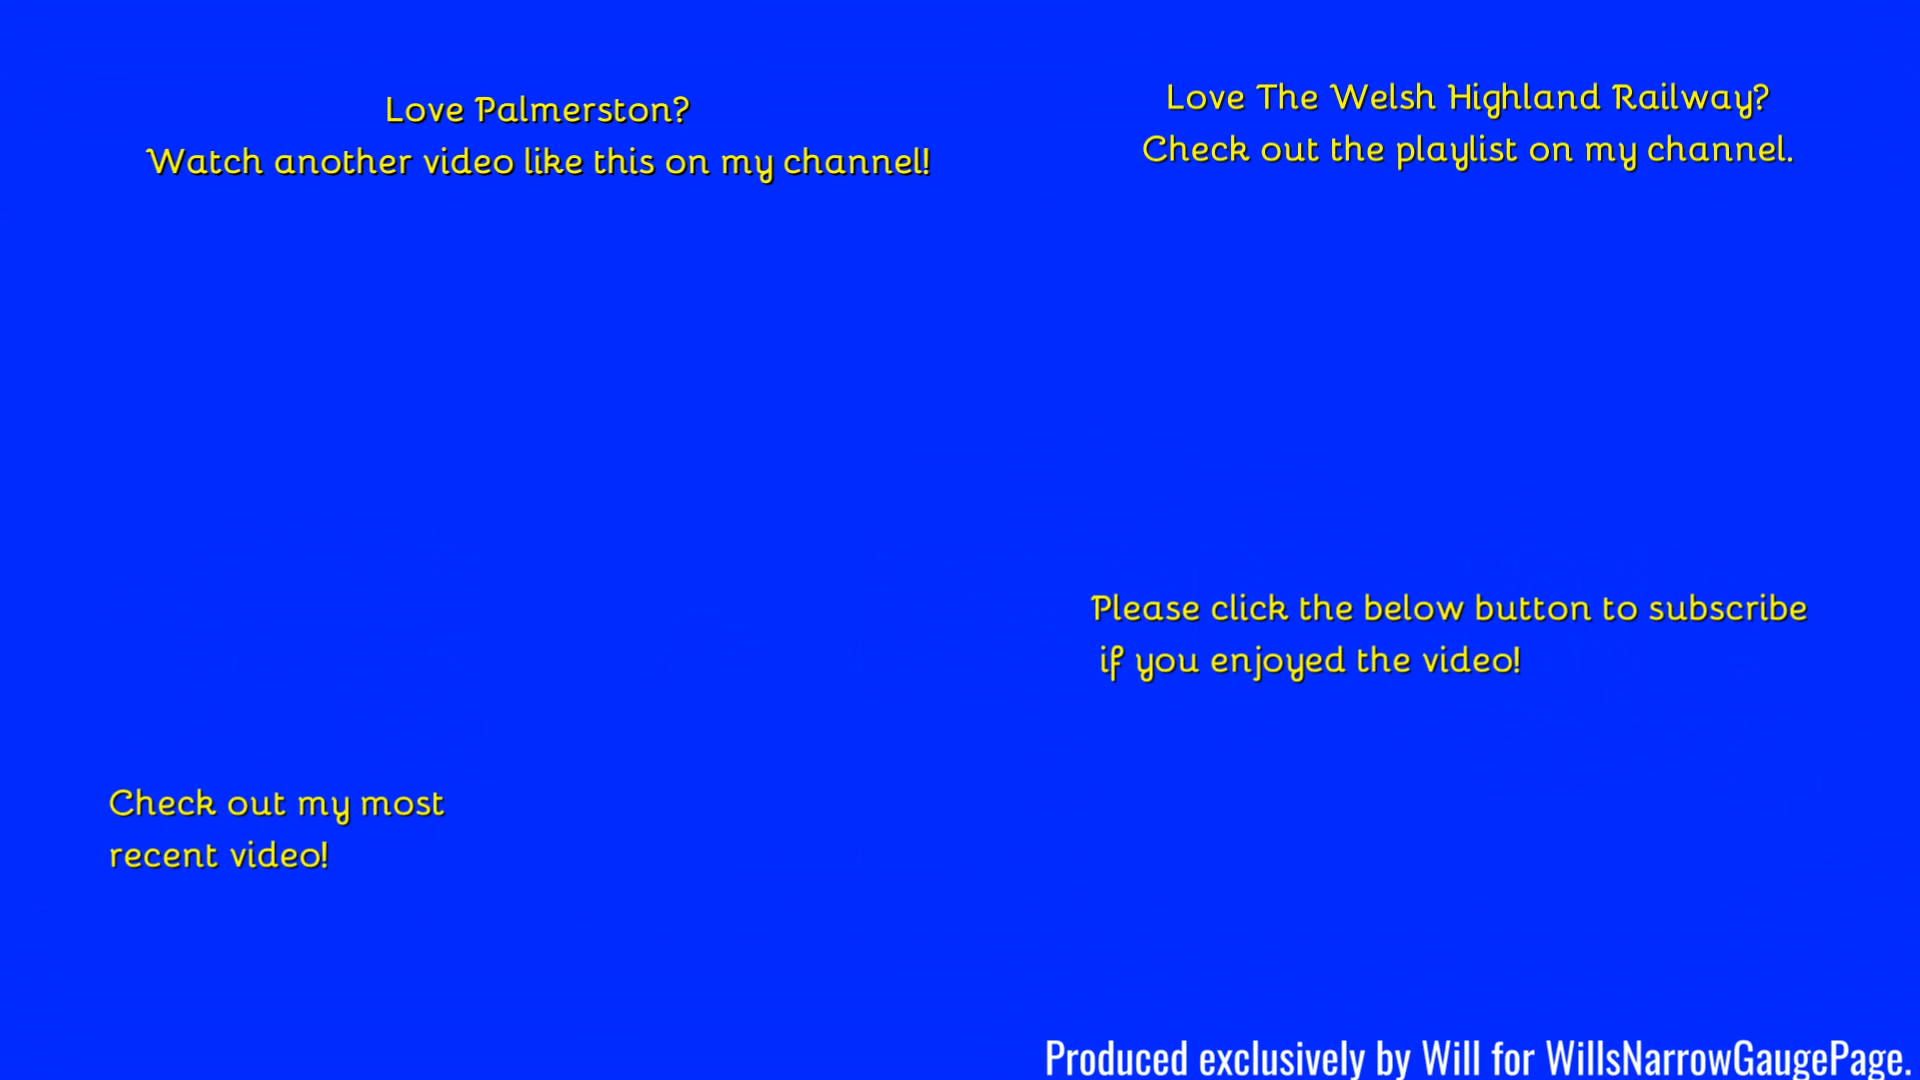 Love Palmerston?
Watch another video like this on my channel!
Love The Welsh Highland Railway?
Check out the playlist on my channel.
Please click the below button to subscribe
if you enjoyed the video!
Check out my most
recent video!
Produced exclusively by Will for WillsNarrowGaugePage.